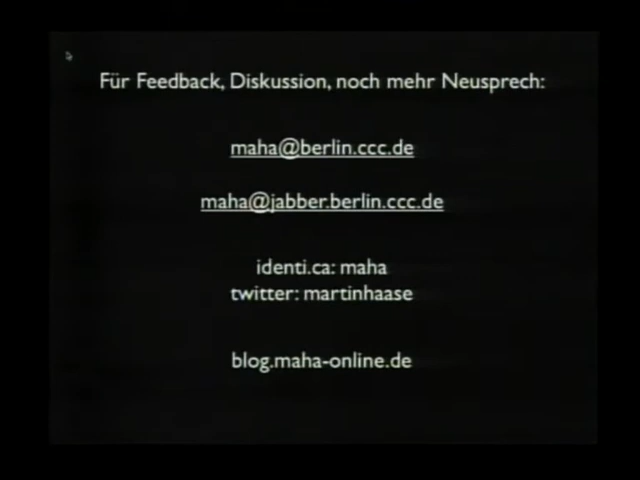 Für Feedback, Diskussion, noch mehr Neusprech:
maha@berlin.ccc.de
maha@jabber.berlin.ccc.de
identi.ca: maha
twitter: martinhaase
blog.maha-online.de